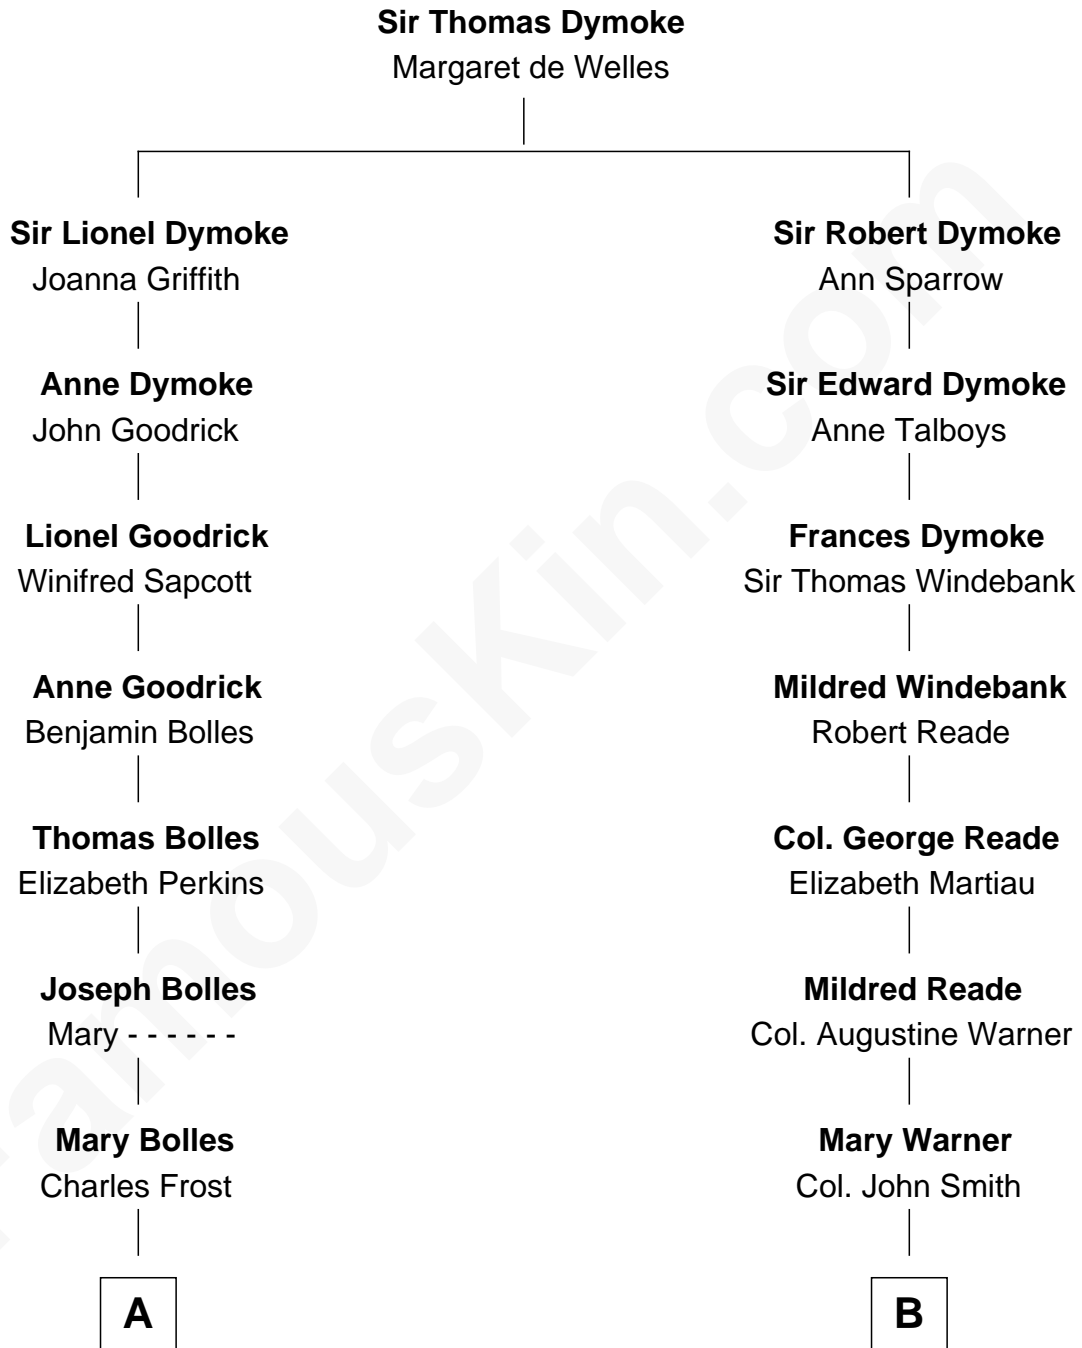 Sir Thomas Dymoke
Margaret de Welles
Sir Lionel Dymoke
Joanna Griffith
Anne Dymoke
John Goodrick
Lionel Goodrick
Winifred Sapcott
Anne Goodrick
Benjamin Bolles
Thomas Bolles
Elizabeth Perkins
Joseph Bolles
Mary - - - - - -
Mary Bolles
Charles Frost
A
Sir Robert Dymoke
Ann Sparrow
Sir Edward Dymoke
Anne Talboys
Frances Dymoke
Sir Thomas Windebank
Mildred Windebank
Robert Reade
Col. George Reade
Elizabeth Martiau
Mildred Reade
Col. Augustine Warner
Mary Warner
Col. John Smith
B
FamousKin.com